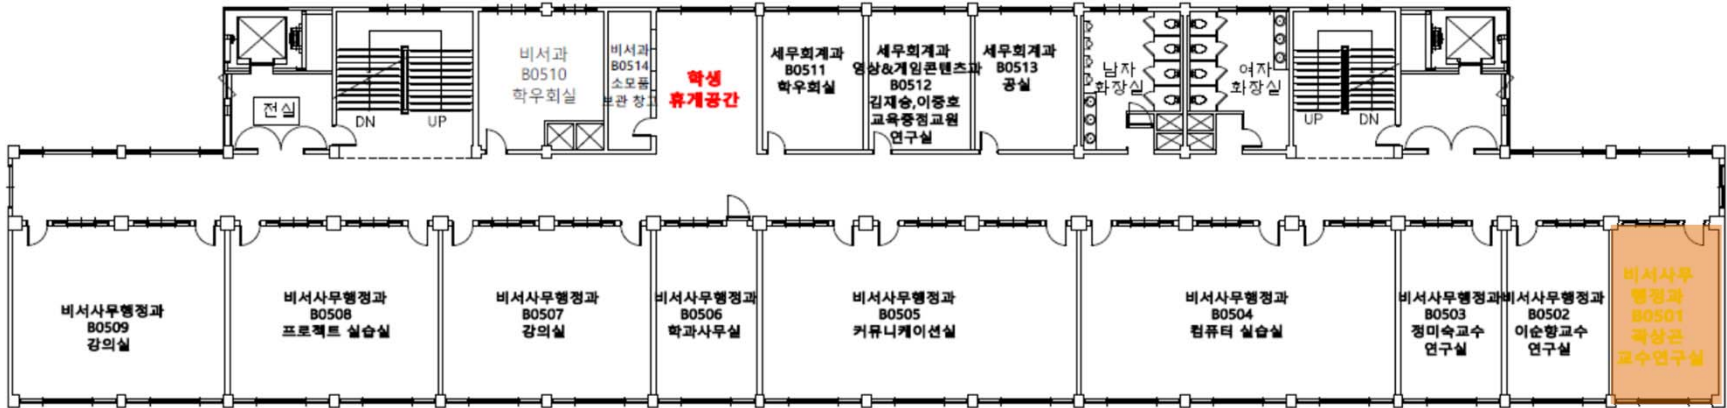 전실
DN
UP
비서과
B0510
학우회실
비서과
B0514
소모품
보관 창고
학생
휴게공간
세무회계과
B0511
학우회실
세무회계과
영상&게임콘텐츠과
B0512
김재승,이중호
교육중점교원
연구실
세무회계과
B0513
공실
남자
화장실
여자
화장실
UP
DN
비서사무행정과
B0509
강의실
비서사무행정과
B0508
프로젝트 실습실
비서사무행정과
B0507
강의실
비서사무행정과
B0506
학과사무실
비서사무행정과
B0505
커뮤니케이션실
비서사무행정과
B0504
컴퓨터 실습실
비서사무행정과
B0503
정미숙교수
연구실
비서사무행정과
B0502
이순향교수
연구실
비서사무
행정과
B0501
곽상곤
교수연구실